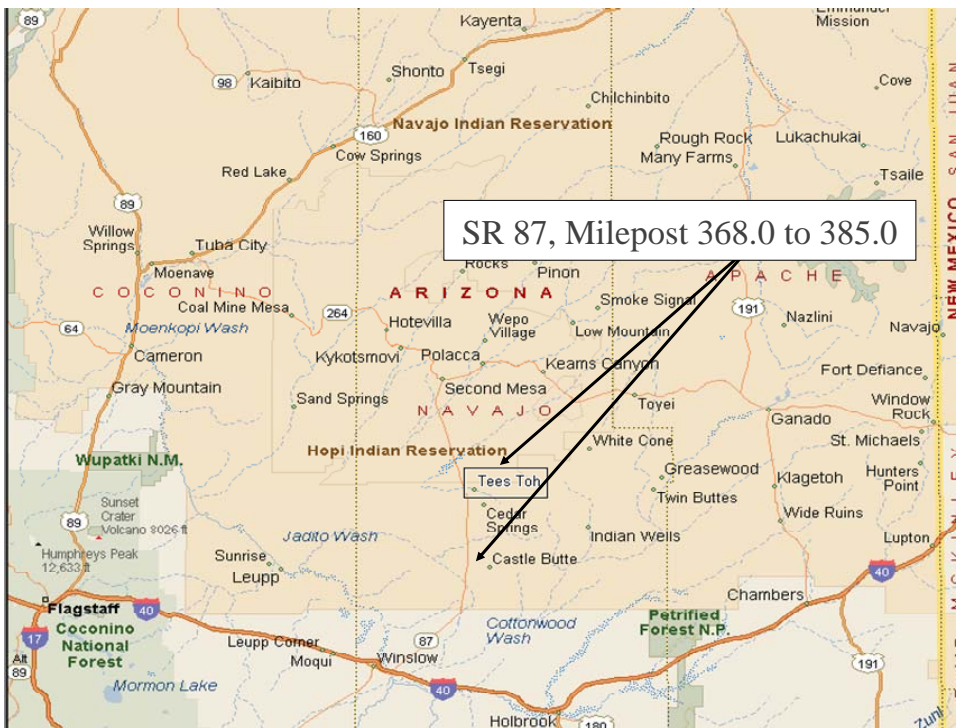 89
Kayenta
Emmanuel
Mission
Shonto
Tsegi
98
Kaibito
Cove
Chilchinbito
Navajo Indian Reservation
160
Rough Rock
Lukachukai
Cow Springs
Many Farms
Red Lake
Tsaile
89
SAN JUAN
Willow
Springs
SR 87, Milepost 368.0 to 385.0
Tuba City
Moenave
Rocks
Pinon
APACHE
NEW MEXICO
COCONINO
ARIZONA
Coal Mine Mesa
264
Smoke Signal
191
Nazlini
64
Moenkopi Wash
Hotevilla
Wepo
Village
Low Mountain
Navajo
Cameron
Kykotsmovi
Polacca
Keams Canyon
Fort Defiance
Gray Mountain
Second Mesa
Sand Springs
NAVAJO
Toyei
Ganado
Window
Rock
Hopi Indian Reservation
White Cone
St. Michaels
Wupatki N.M.
Greasewood
Klagetoh
Hunters
Point
Tees Toh
Twin Buttes
Sunset
Crater
Volcano 8026 ft
89
Cedar
Springs
Wide Ruins
Jadito Wash
Indian Wells
Lupton
Humphreys Peak
12,633 ft
Sunrise
Leupp
Castle Butte
40
MCKINLEY
Chambers
Flagstaff
40
Cottonwood
Wash
Petrified
Forest N.P.
17
Coconino
National
Forest
Leupp Corner
87
Moqui
Winslow
191
Alt
89
Mormon Lake
40
Holbrook
180
Zuni